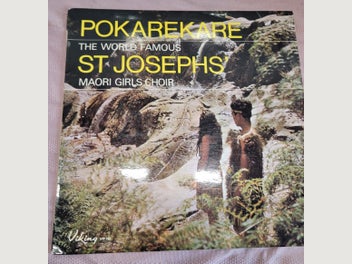 POKAREKARE
THE WORLD FAMOUS
ST JOSEPHS'
MAORI GIRLS CHOIR
Viking